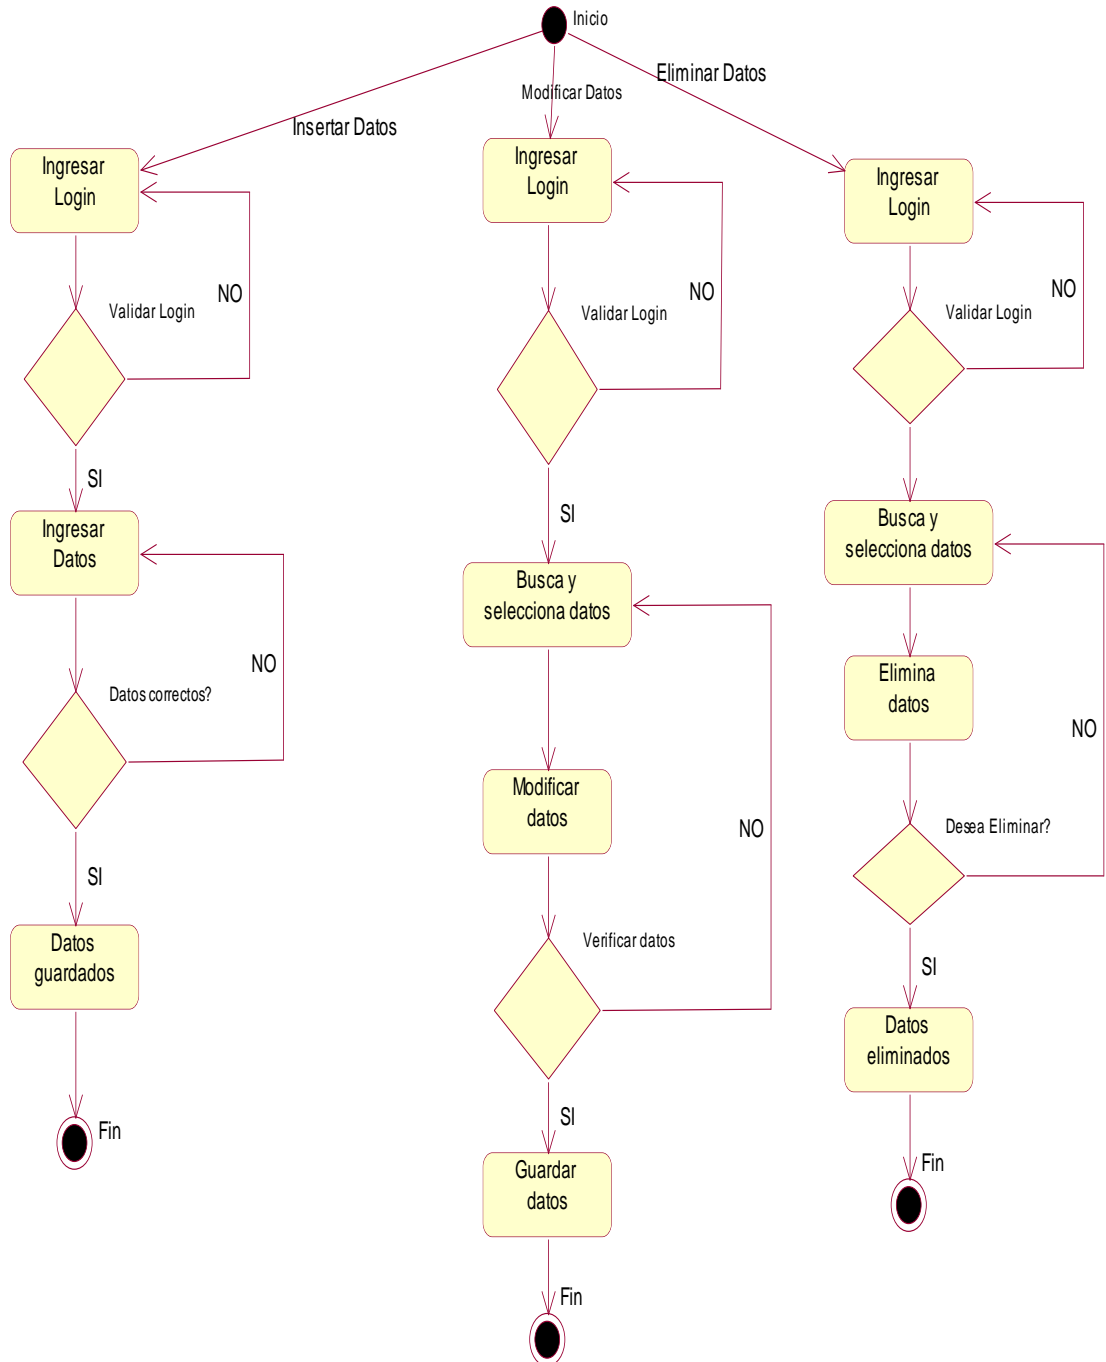 Inicio
Insertar Datos
Modificar Datos
Eliminar Datos
Ingresar
Login
Validar Login
NO
SI
Ingresar
Datos
Datos correctos?
NO
SI
Datos
guardados
Fin
Ingresar
Login
Validar Login
NO
SI
Busca y
selecciona datos
Modificar
datos
Verificar datos
NO
SI
Guardar
datos
Fin
Ingresar
Login
Validar Login
NO
Busca y
selecciona datos
Elimina
datos
Desea Eliminar?
NO
SI
Datos
eliminados
Fin